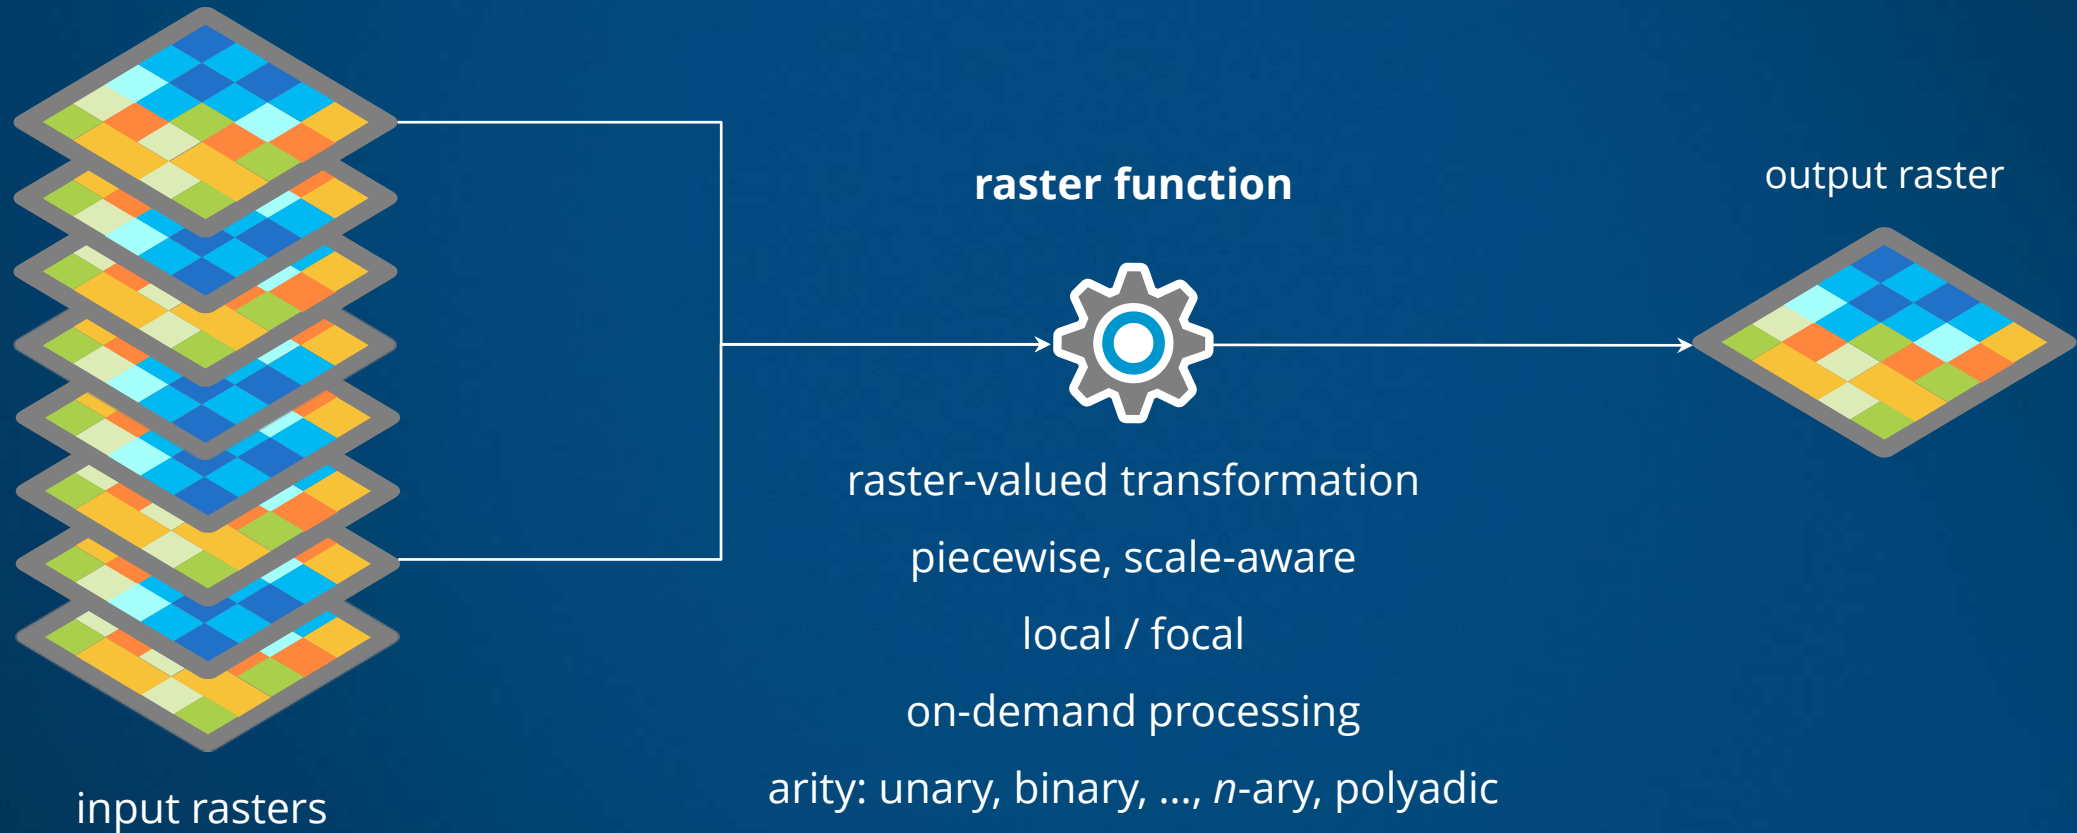 raster function
output raster
raster-valued transformation
piecewise, scale-aware
local / focal
on-demand processing
arity: unary, binary, ..., n-ary, polyadic
input rasters